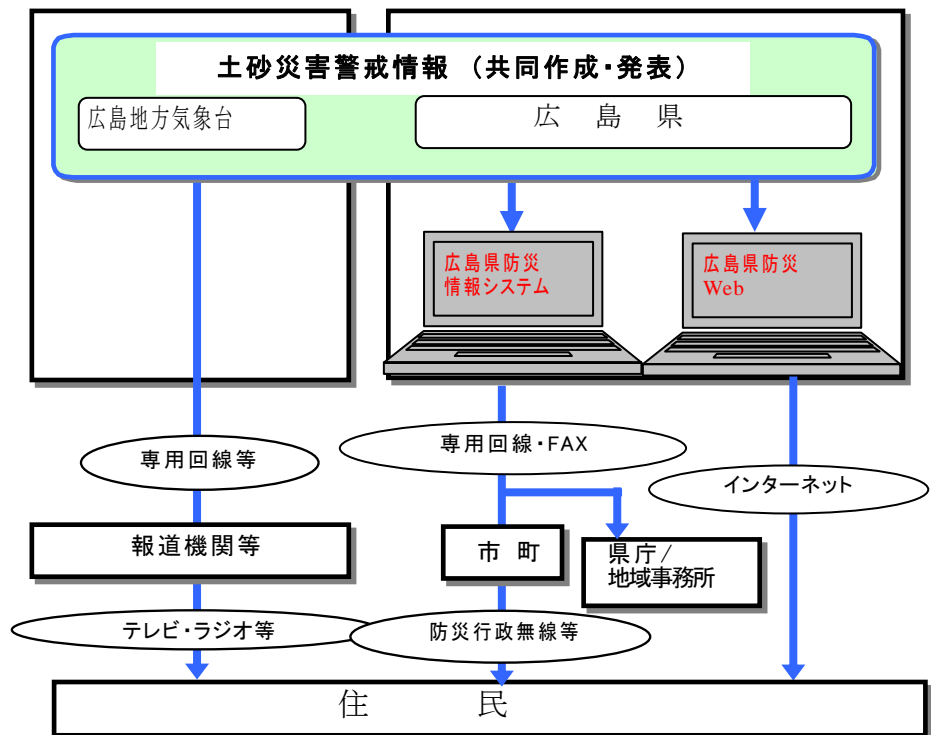 土砂災害警戒情報 （共同作成・発表）
広島地方気象台
広 島 県
広島県防災
情報システム
広島県防災
Web
専用回線等
専用回線・FAX
インターネット
報道機関等
市 町
県庁/
地域事務所
テレビ・ラジオ等
防災行政無線等
住 民